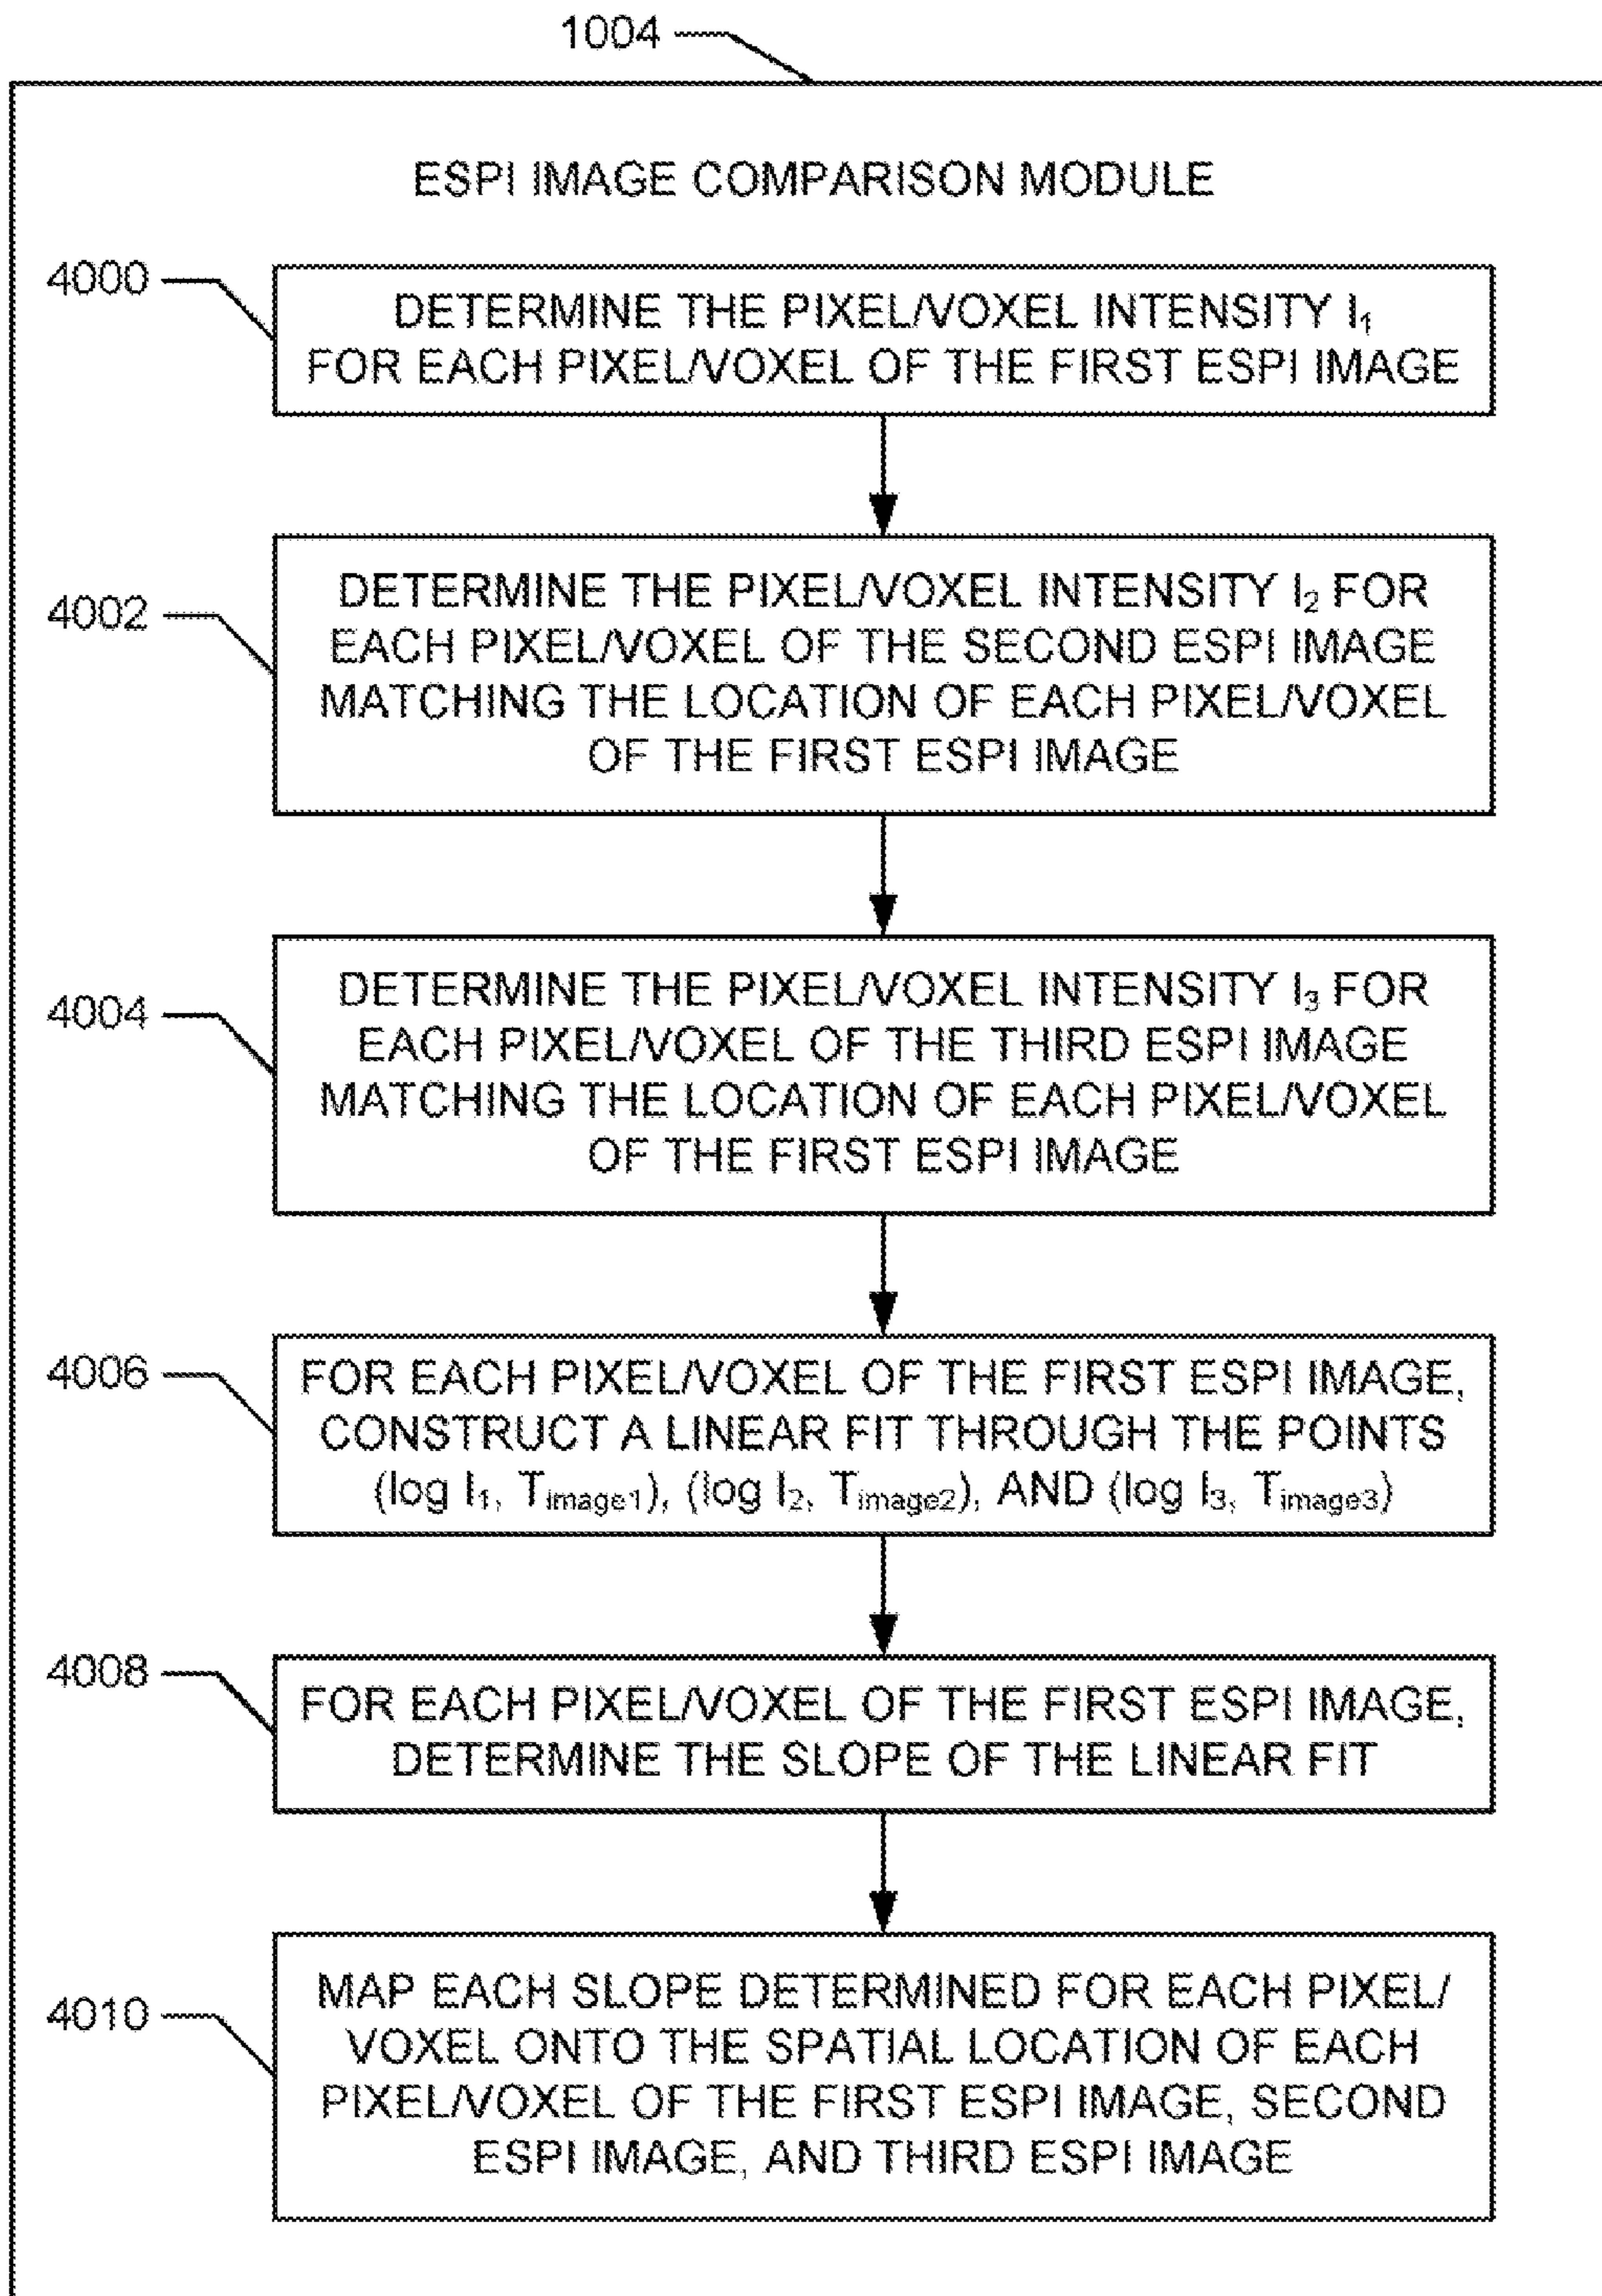 1004
ESPI IMAGE COMPARISON MODULE
4000
DETERMINE THE PIXEL/VOXEL INTENSITY I₁
FOR EACH PIXEL/VOXEL OF THE FIRST ESPI IMAGE
4002
DETERMINE THE PIXEL/VOXEL INTENSITY I₂ FOR
EACH PIXEL/VOXEL OF THE SECOND ESPI IMAGE
MATCHING THE LOCATION OF EACH PIXEL/VOXEL
OF THE FIRST ESPI IMAGE
4004
DETERMINE THE PIXEL/VOXEL INTENSITY I₃ FOR
EACH PIXEL/VOXEL OF THE THIRD ESPI IMAGE
MATCHING THE LOCATION OF EACH PIXEL/VOXEL
OF THE FIRST ESPI IMAGE
4006
FOR EACH PIXEL/VOXEL OF THE FIRST ESPI IMAGE,
CONSTRUCT A LINEAR FIT THROUGH THE POINTS
(log I₁, Timage1), (log I₂, Timage2), AND (log I₃, Timage3)
4008
FOR EACH PIXEL/VOXEL OF THE FIRST ESPI IMAGE,
DETERMINE THE SLOPE OF THE LINEAR FIT
4010
MAP EACH SLOPE DETERMINED FOR EACH PIXEL/
VOXEL ONTO THE SPATIAL LOCATION OF EACH
PIXEL/VOXEL OF THE FIRST ESPI IMAGE, SECOND
ESPI IMAGE, AND THIRD ESPI IMAGE